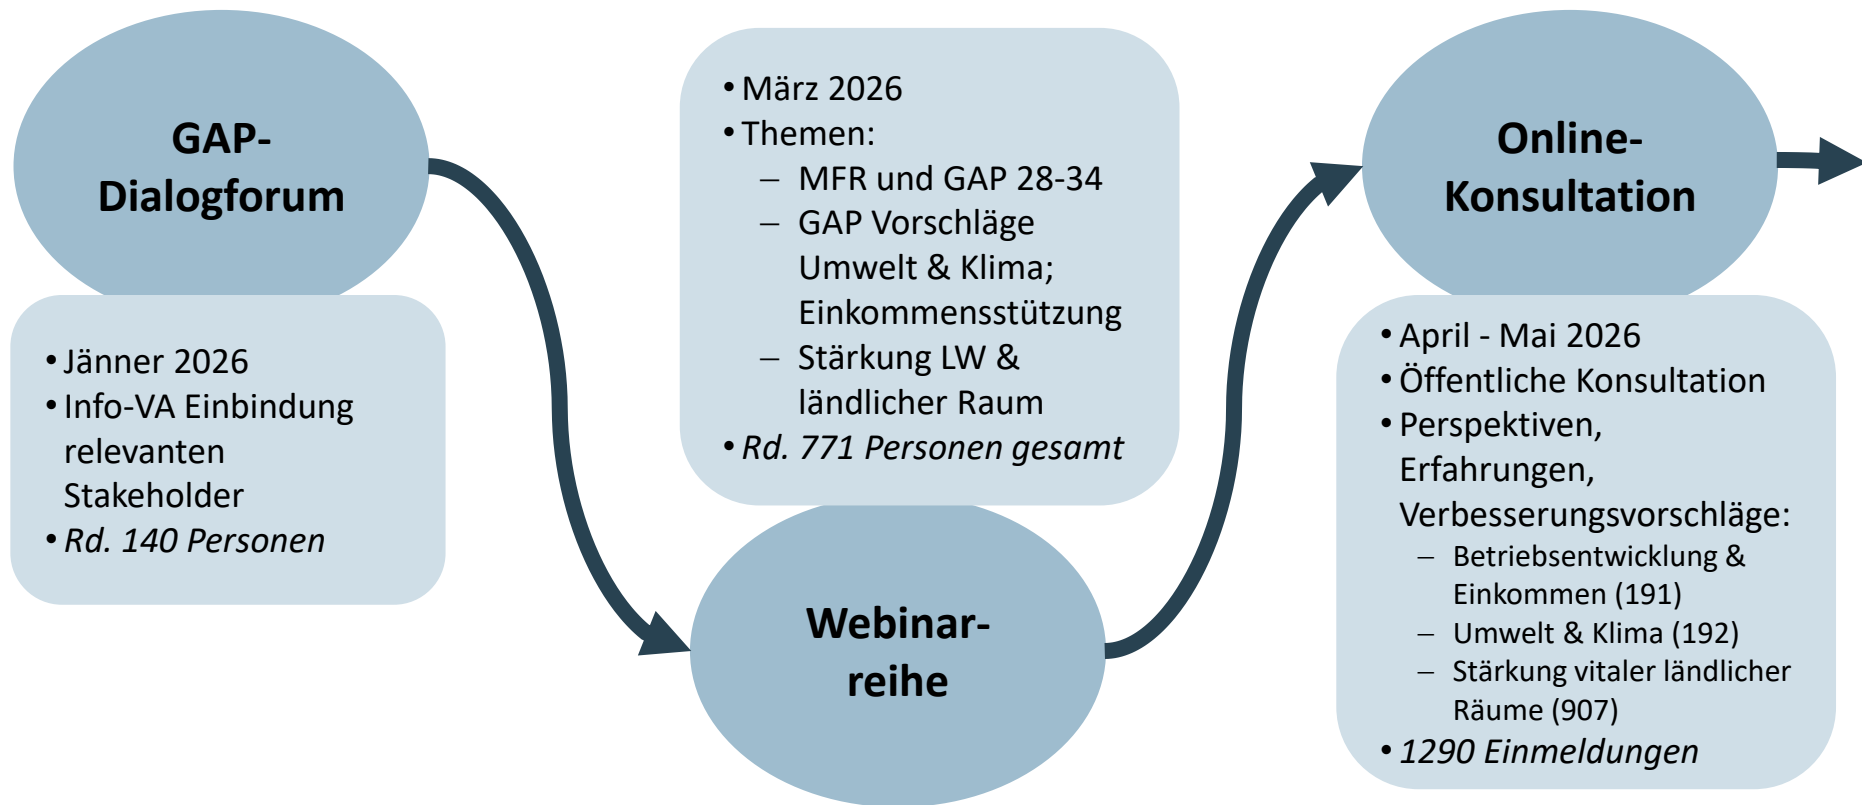 GAP-
Dialogforum
• Jänner 2026
• Info-VA Einbindung
relevanten
Stakeholder
• Rd. 140 Personen
• März 2026
• Themen:
– MFR und GAP 28-34
– GAP Vorschläge
Umwelt & Klima;
Einkommensstützung
– Stärkung LW &
ländlicher Raum
• Rd. 771 Personen gesamt
Webinar-
reihe
Online-
Konsultation
• April - Mai 2026
• Öffentliche Konsultation
• Perspektiven,
Erfahrungen,
Verbesserungsvorschläge:
– Betriebsentwicklung &
Einkommen (191)
– Umwelt & Klima (192)
– Stärkung vitaler ländlicher
Räume (907)
• 1290 Einmeldungen